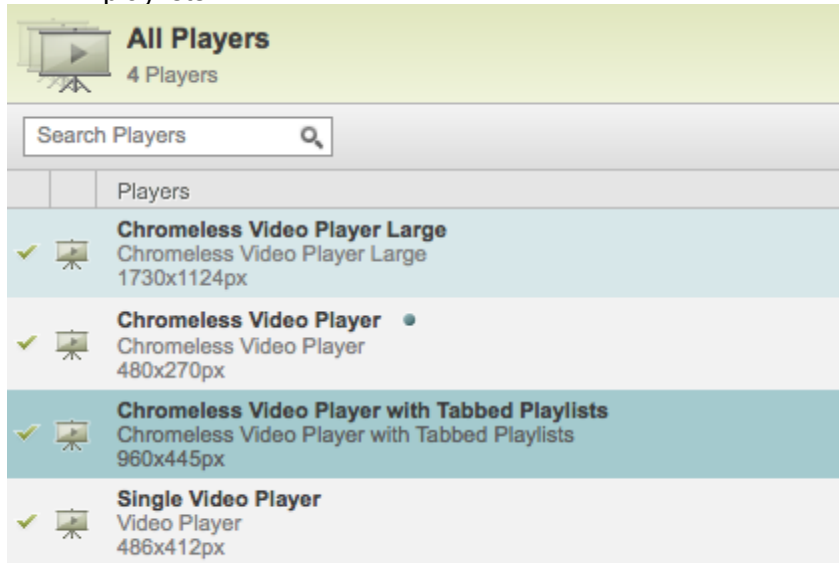 All Players
4 Players
Search Players
Players
Chromeless Video Player Large
Chromeless Video Player Large
1730x1124px
Chromeless Video Player
Chromeless Video Player
480x270px
Chromeless Video Player with Tabbed Playlists
Chromeless Video Player with Tabbed Playlists
960x445px
Single Video Player
Video Player
486x412px